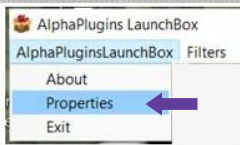 AlphaPlugins LaunchBox
AlphaPluginsLaunchBox Filters
About
Properties
Exit